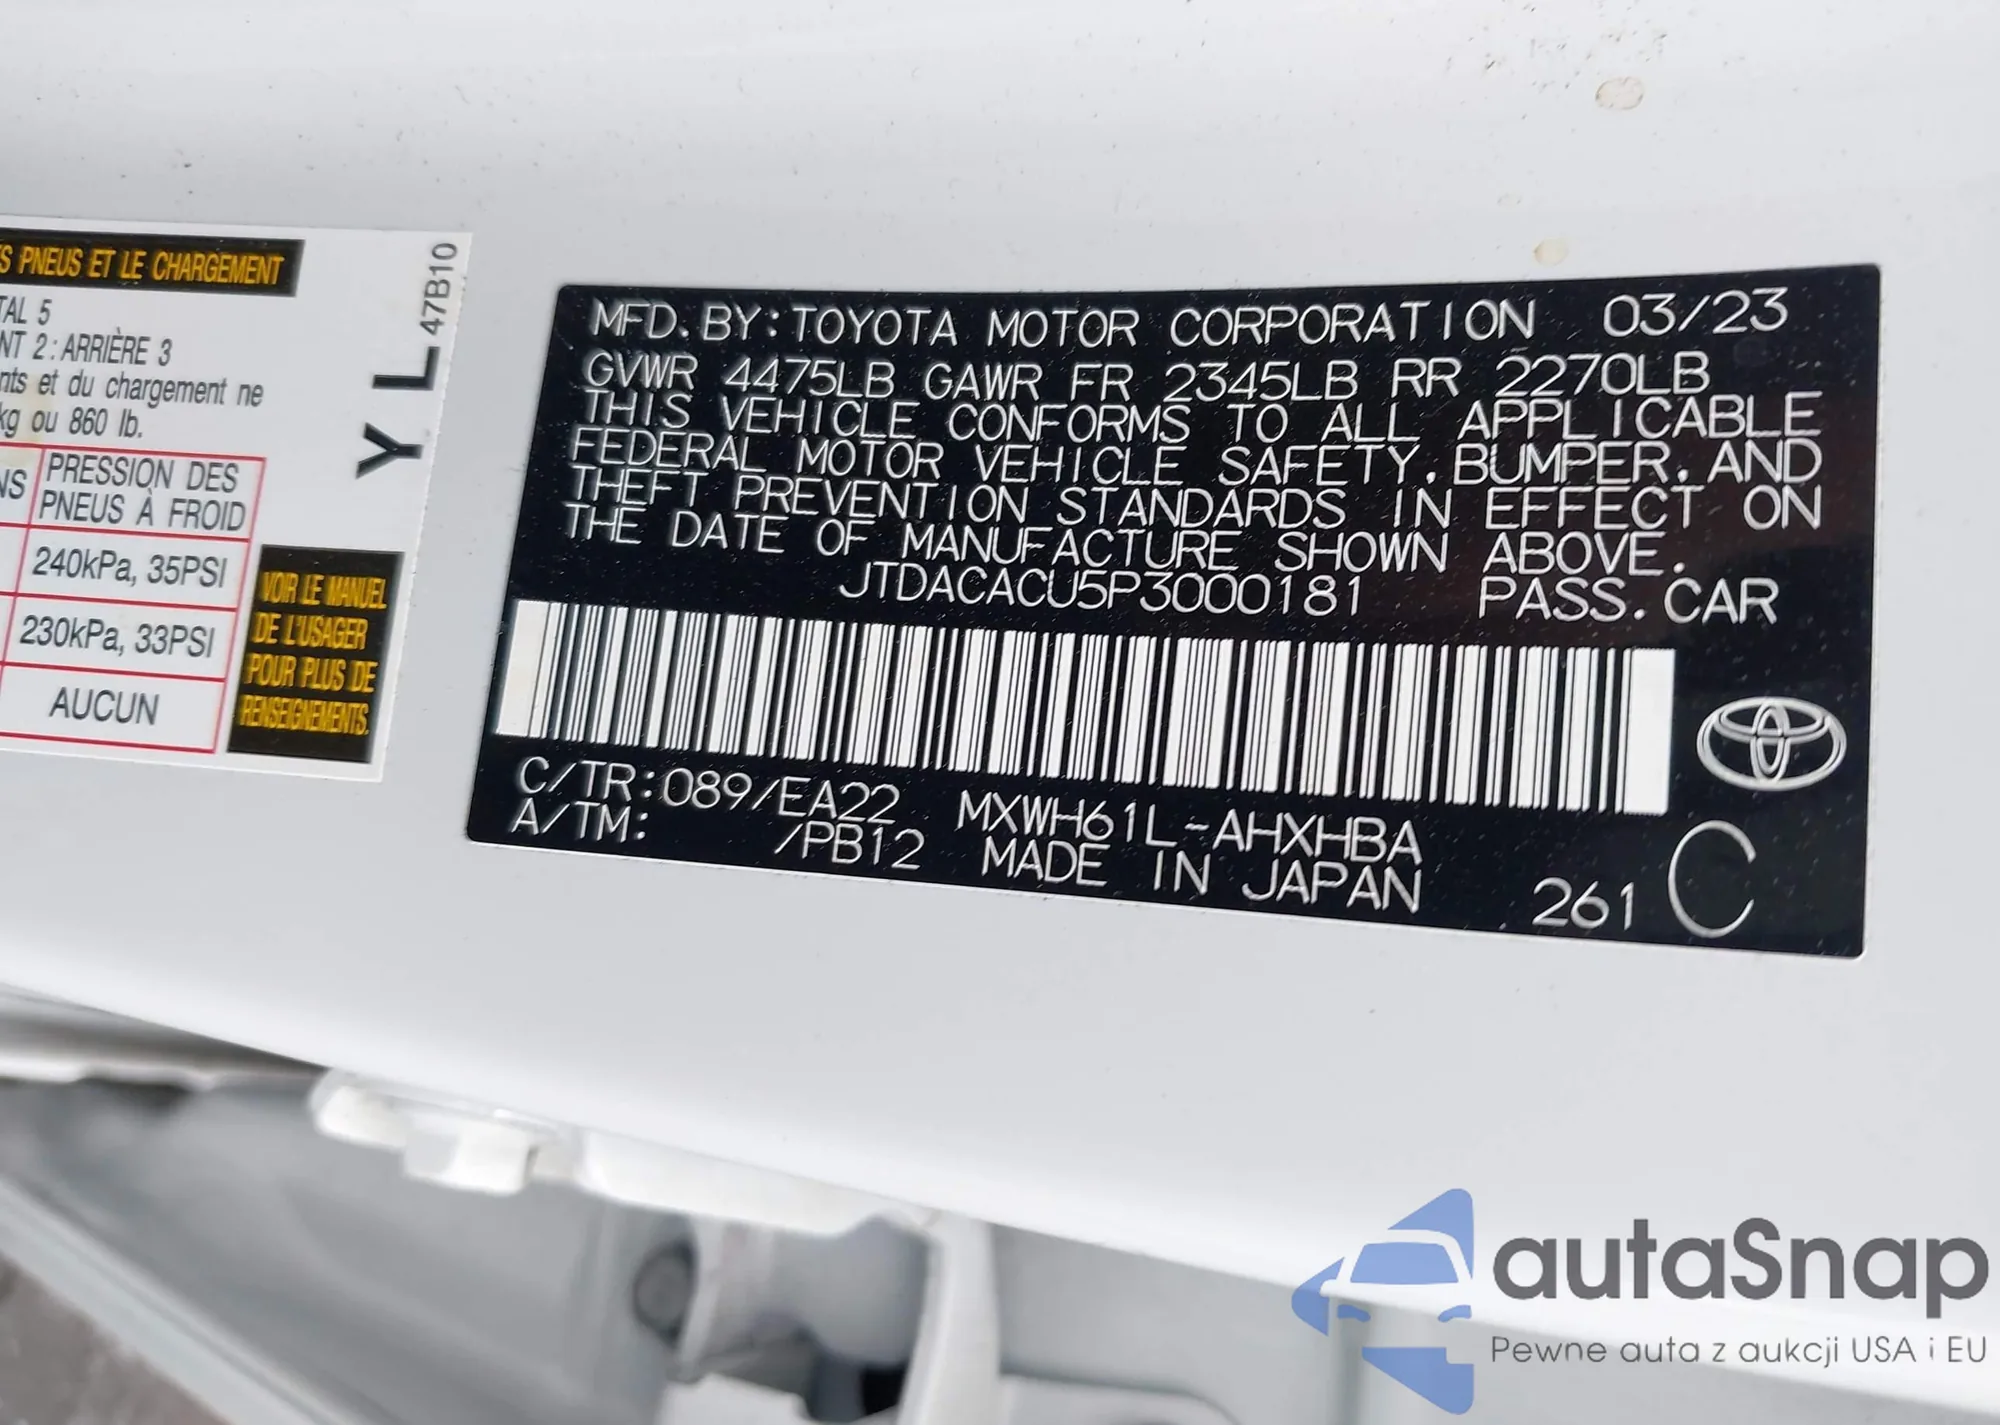 S PNEUS ET LE CHARGEMENT
TAL 5
NT 2 : ARRIÈRE 3
nts et du chargement ne
kg ou 860 lb.
NS
PRESSION DES
PNEUS À FROID
240kPa, 35PSI
230kPa, 33PSI
AUCUN
VOIR LE MANUEL
DE L'USAGER
POUR PLUS DE
RENSEIGNEMENTS.
YL 47B10
MFD. BY: TOYOTA MOTOR CORPORATION 03/23
GVWR 4475LB GAWR FR 2345LB RR 2270LB
THIS VEHICLE CONFORMS TO ALL APPLICABLE
FEDERAL MOTOR VEHICLE SAFETY, BUMPER, AND
THEFT PREVENTION STANDARDS IN EFFECT ON
THE DATE OF MANUFACTURE SHOWN ABOVE.
JTDACACU5P3000181 PASS. CAR
C/TR: 089/EA22 MXWH61L-AHXHBA
A/TM: /PB12 MADE IN JAPAN
261 C
autaSnap
Pewne auta z aukcji USA i EU